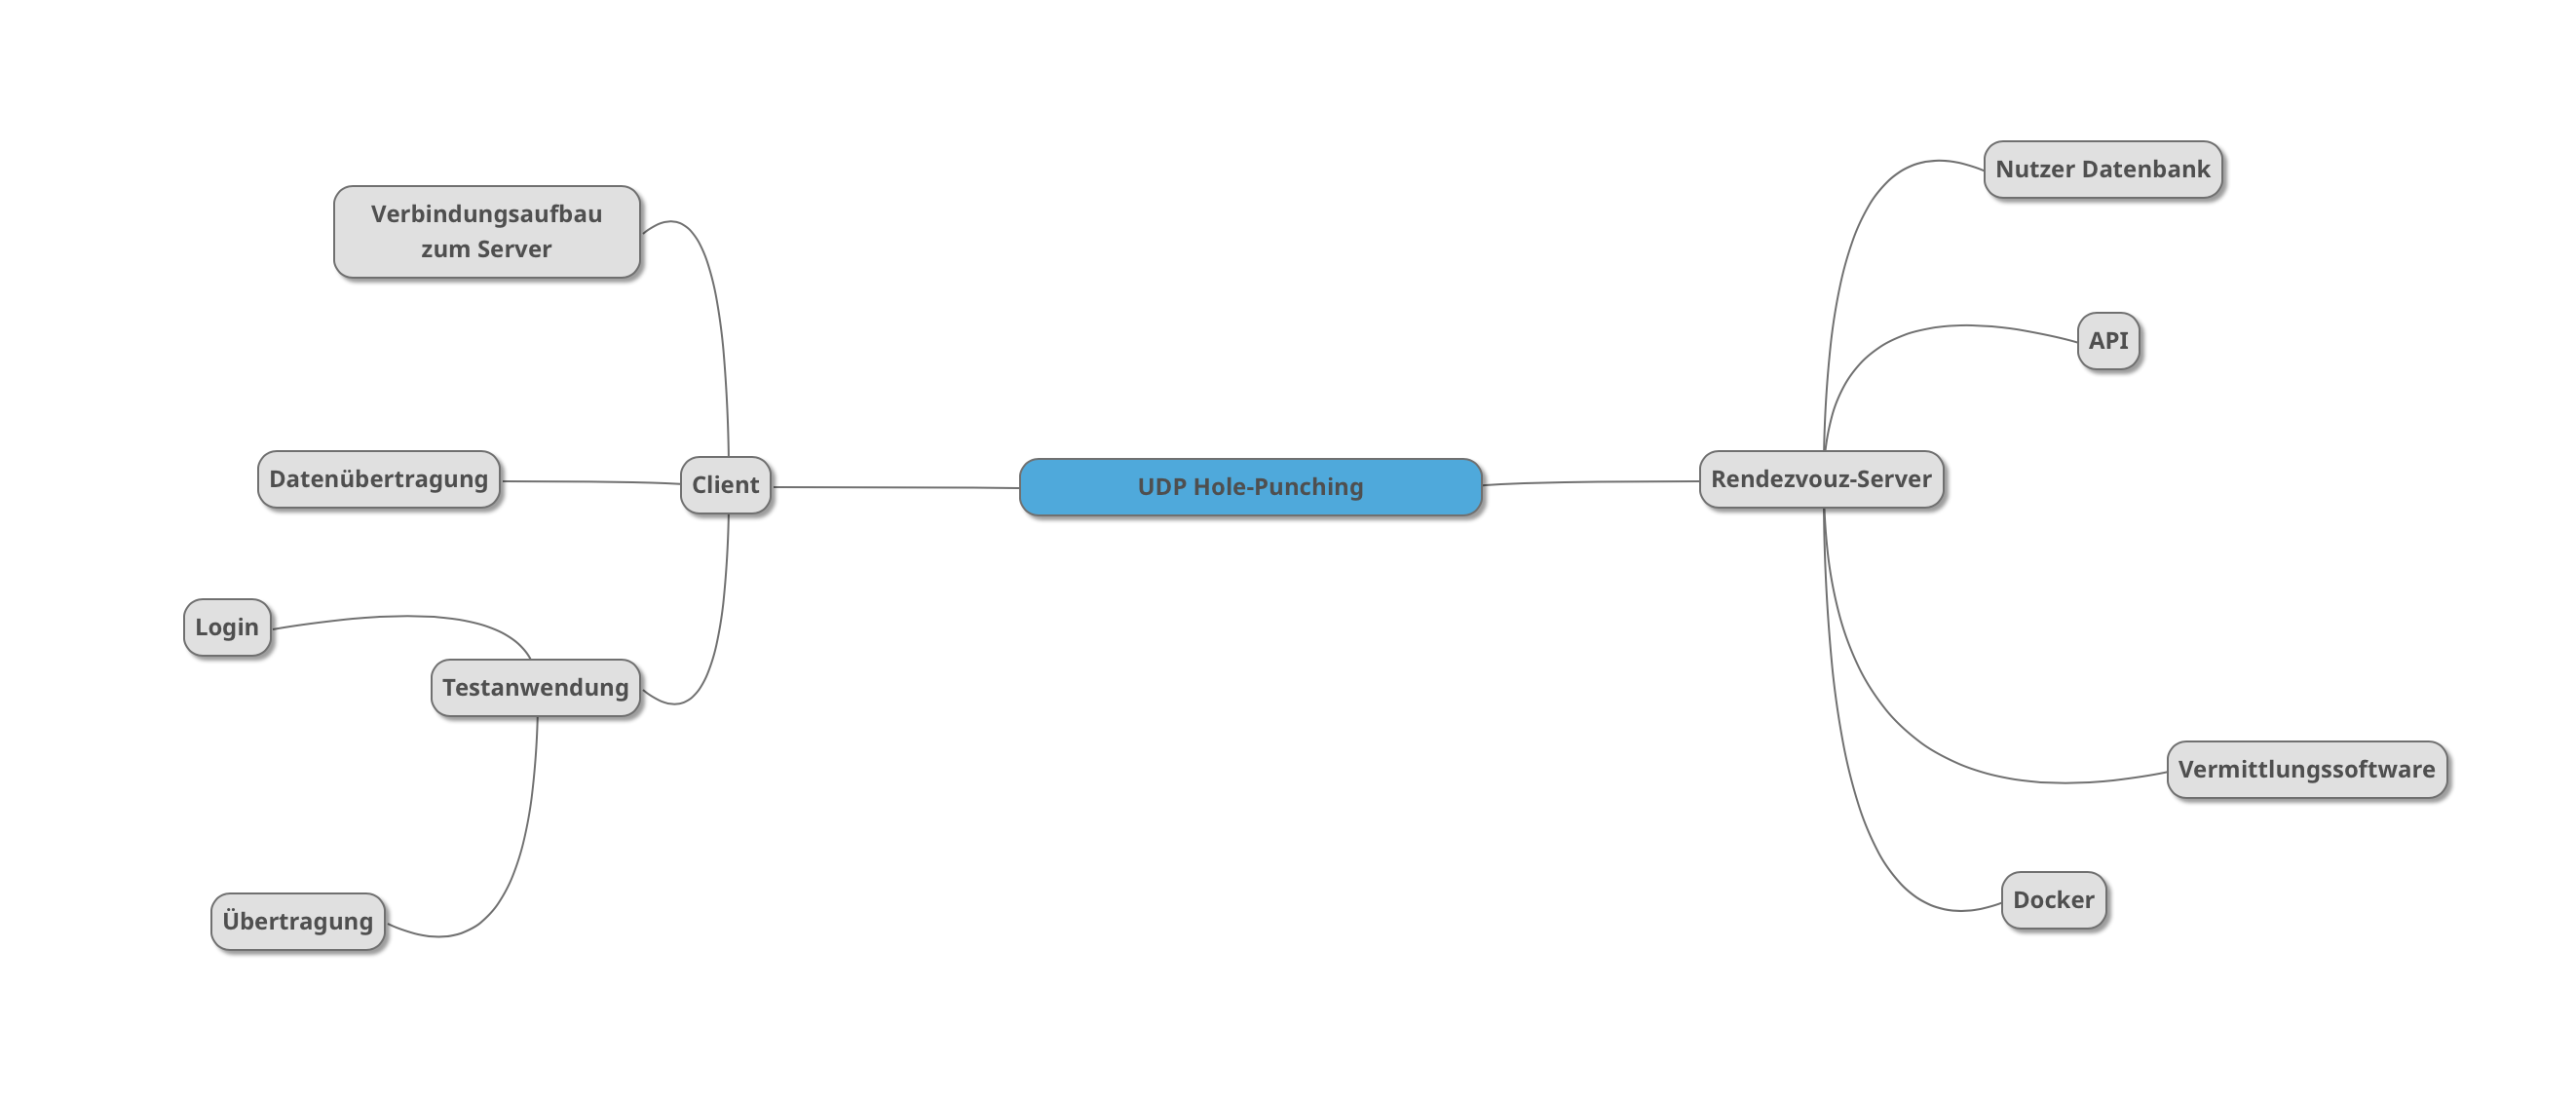 Nutzer Datenbank
Verbindungsaufbau
zum Server
API
Datenübertragung
Client
UDP Hole-Punching
Rendezvouz-Server
Login
Testanwendung
Vermittlungssoftware
Docker
Übertragung